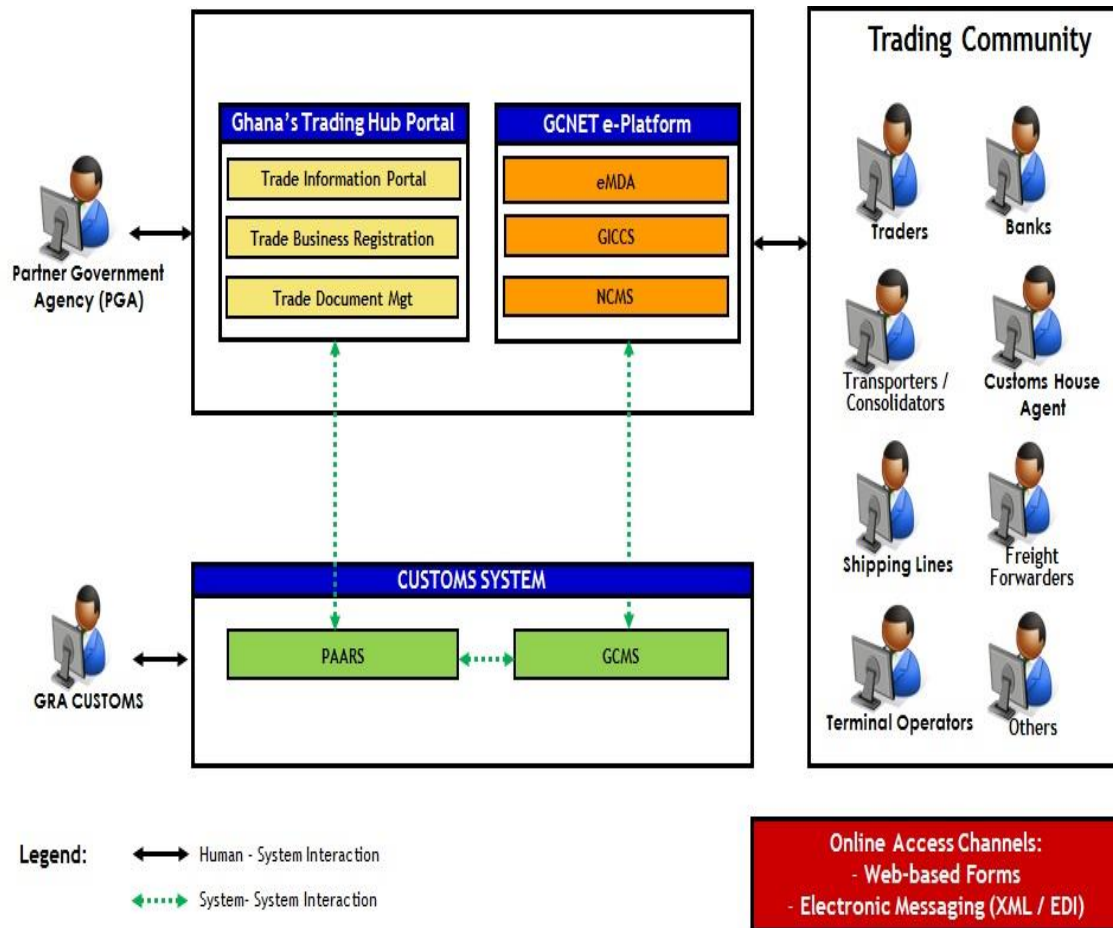 Trading Community
Ghana's Trading Hub Portal
Trade Information Portal
Trade Business Registration
Trade Document Mgt
GCNET e-Platform
eMDA
GICCS
NCMS
Partner Government
Agency (PGA)
Traders
Banks
Transporters /
Consolidators
Customs House
Agent
Shipping Lines
Freight
Forwarders
Terminal Operators
Others
CUSTOMS SYSTEM
PAARS
GCMS
GRA CUSTOMS
Legend:
Human - System Interaction
System- System Interaction
Online Access Channels:
- Web-based Forms
- Electronic Messaging (XML / EDI)